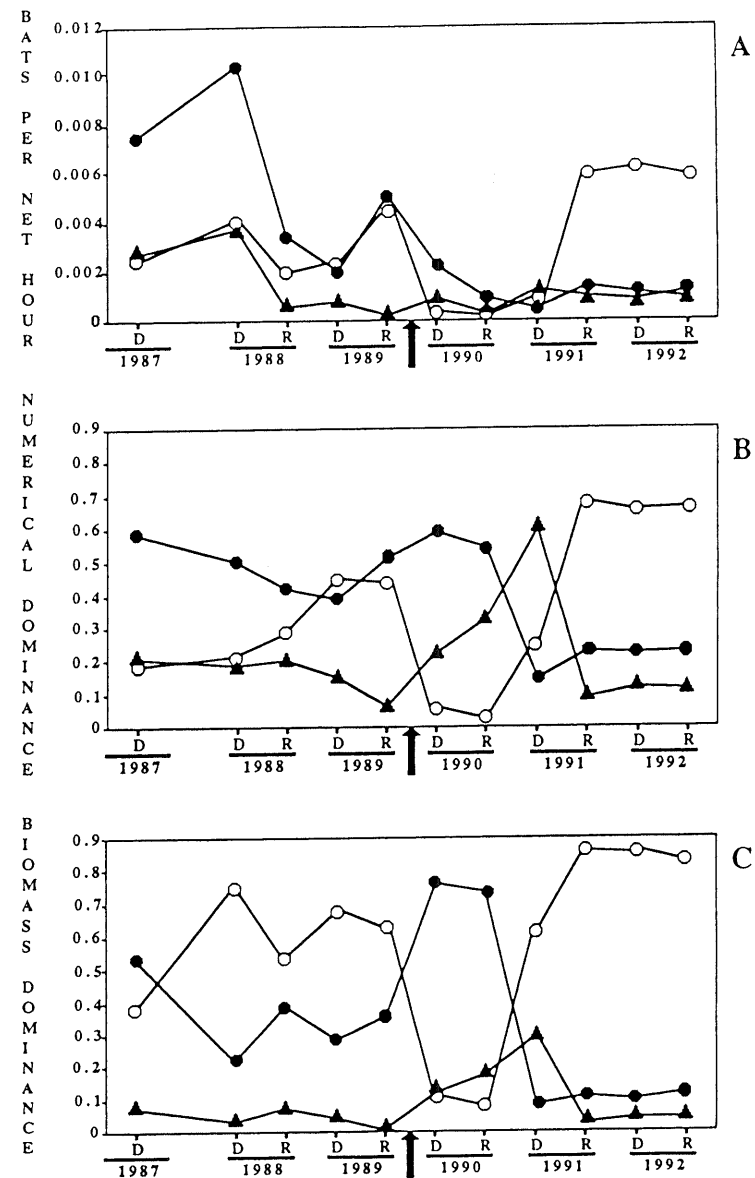 BATS PER NET HOUR
A
0.012
0.010
0.008
0.006
0.004
0.002
0
D D R D R D R D R D R
1987 1988 1989 1990 1991 1992
NUMERICAL DOMINANCE
B
0.9
0.8
0.7
0.6
0.5
0.4
0.3
0.2
0.1
0
D D R D R D R D R D R
1987 1988 1989 1990 1991 1992
BIOMASS DOMINANCE
C
0.9
0.8
0.7
0.6
0.5
0.4
0.3
0.2
0.1
0
D D R D R D R D R D R
1987 1988 1989 1990 1991 1992